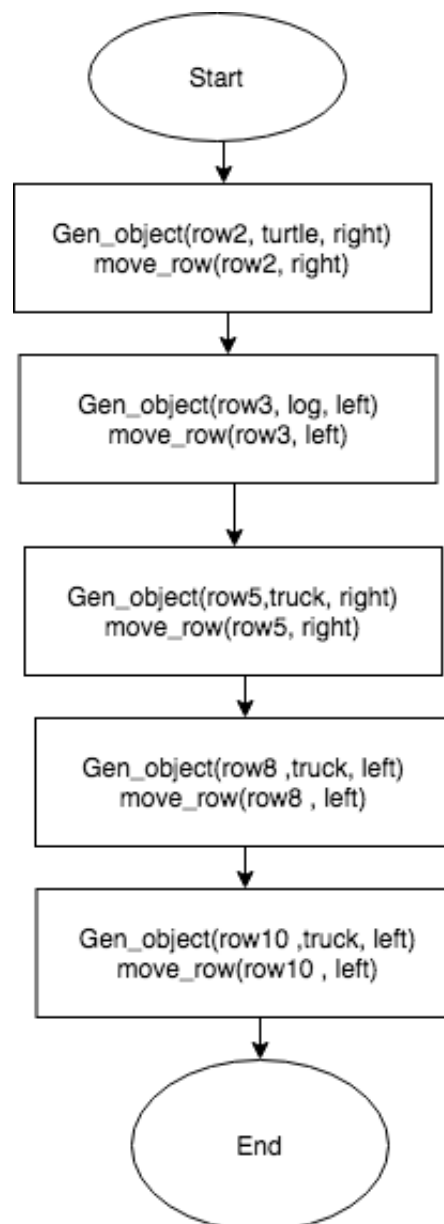 Start
Gen_object(row2, turtle, right)
move_row(row2, right)
Gen_object(row3, log, left)
move_row(row3, left)
Gen_object(row5,truck, right)
move_row(row5, right)
Gen_object(row8 ,truck, left)
move_row(row8 , left)
Gen_object(row10 ,truck, left)
move_row(row10 , left)
End